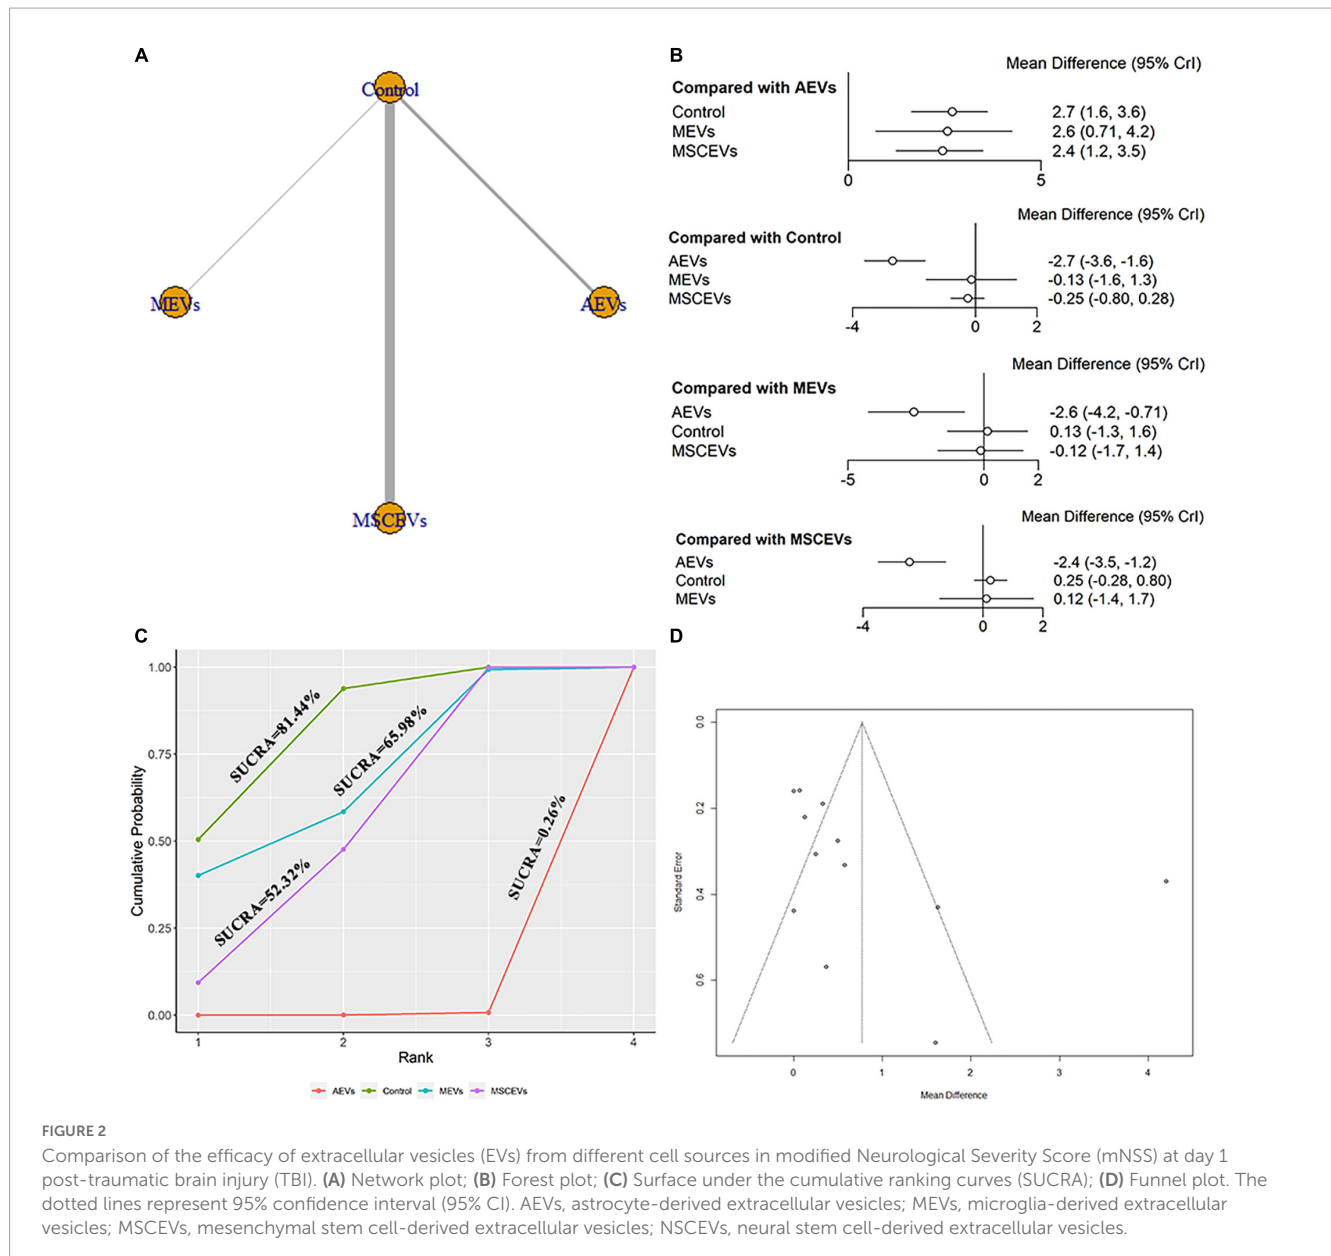 A
Control
MEVs
AEVs
MSCEVs
B
Mean Difference (95% CrI)
Compared with AEVs
Control 2.7 (1.6, 3.6)
MEVs 2.6 (0.71, 4.2)
MSCEVs 2.4 (1.2, 3.5)
0 5
Mean Difference (95% CrI)
Compared with Control
AEVs -2.7 (-3.6, -1.6)
MEVs -0.13 (-1.6, 1.3)
MSCEVs -0.25 (-0.80, 0.28)
-4 0 2
Mean Difference (95% CrI)
Compared with MEVs
AEVs -2.6 (-4.2, -0.71)
Control 0.13 (-1.3, 1.6)
MSCEVs -0.12 (-1.7, 1.4)
-5 0 2
Mean Difference (95% CrI)
Compared with MSCEVs
AEVs -2.4 (-3.5, -1.2)
Control 0.25 (-0.28, 0.80)
MEVs 0.12 (-1.4, 1.7)
-4 0 2
C
1.00
0.75
0.50
0.25
0.00
Cumulative Probability
SUCRA=81.44%
SUCRA=65.98%
SUCRA=52.32%
SUCRA=0.26%
1 2 3 4
Rank
AEVs Control MEVs MSCEVs
D
0.0
0.2
0.4
0.6
Standard Error
0 1 2 3 4
Mean Difference
FIGURE 2
Comparison of the efficacy of extracellular vesicles (EVs) from different cell sources in modified Neurological Severity Score (mNSS) at day 1
post-traumatic brain injury (TBI). (A) Network plot; (B) Forest plot; (C) Surface under the cumulative ranking curves (SUCRA); (D) Funnel plot. The
dotted lines represent 95% confidence interval (95% CI). AEVs, astrocyte-derived extracellular vesicles; MEVs, microglia-derived extracellular
vesicles; MSCEVs, mesenchymal stem cell-derived extracellular vesicles; NSCEVs, neural stem cell-derived extracellular vesicles.